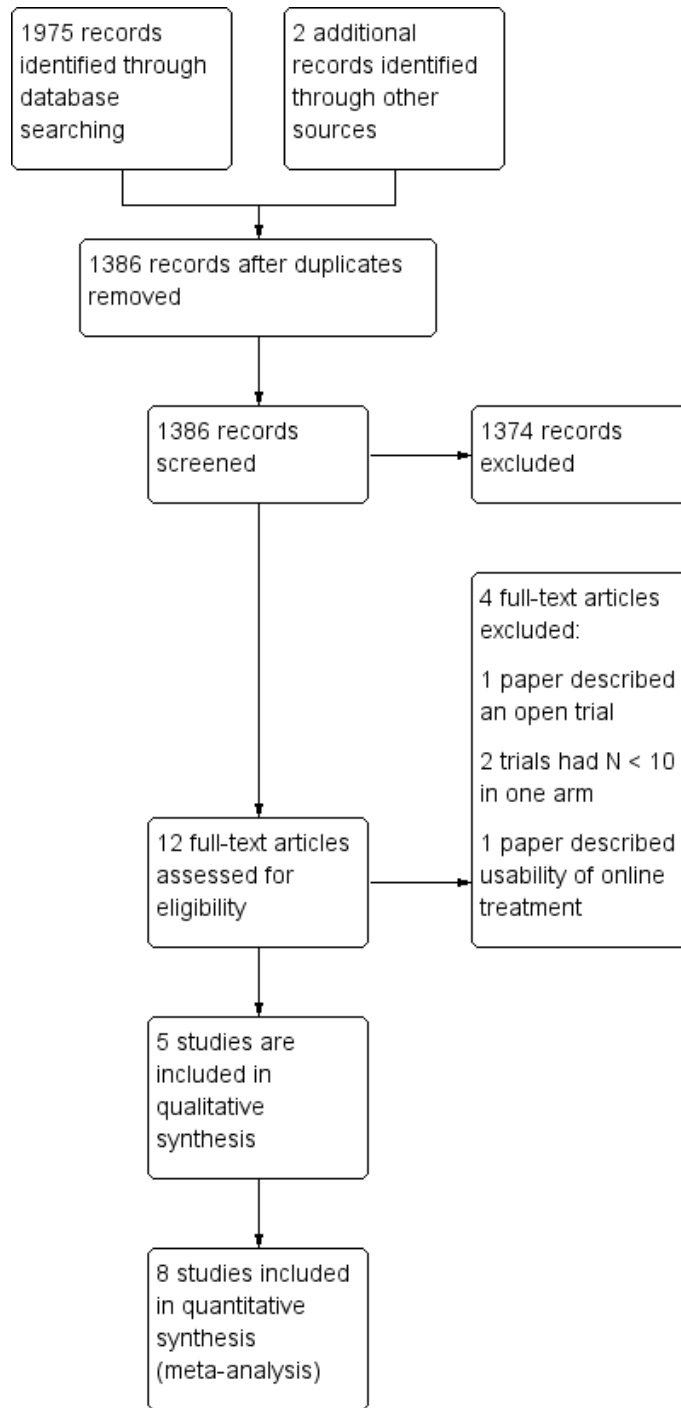 1975 records
identified through
database
searching
2 additional
records identified
through other
sources
1386 records after duplicates
removed
1386 records
screened
1374 records
excluded
4 full-text articles
excluded:
1 paper described
an open trial
2 trials had N < 10
in one arm
1 paper described
usability of online
treatment
12 full-text articles
assessed for
eligibility
5 studies are
included in
qualitative
synthesis
8 studies included
in quantitative
synthesis
(meta-analysis)